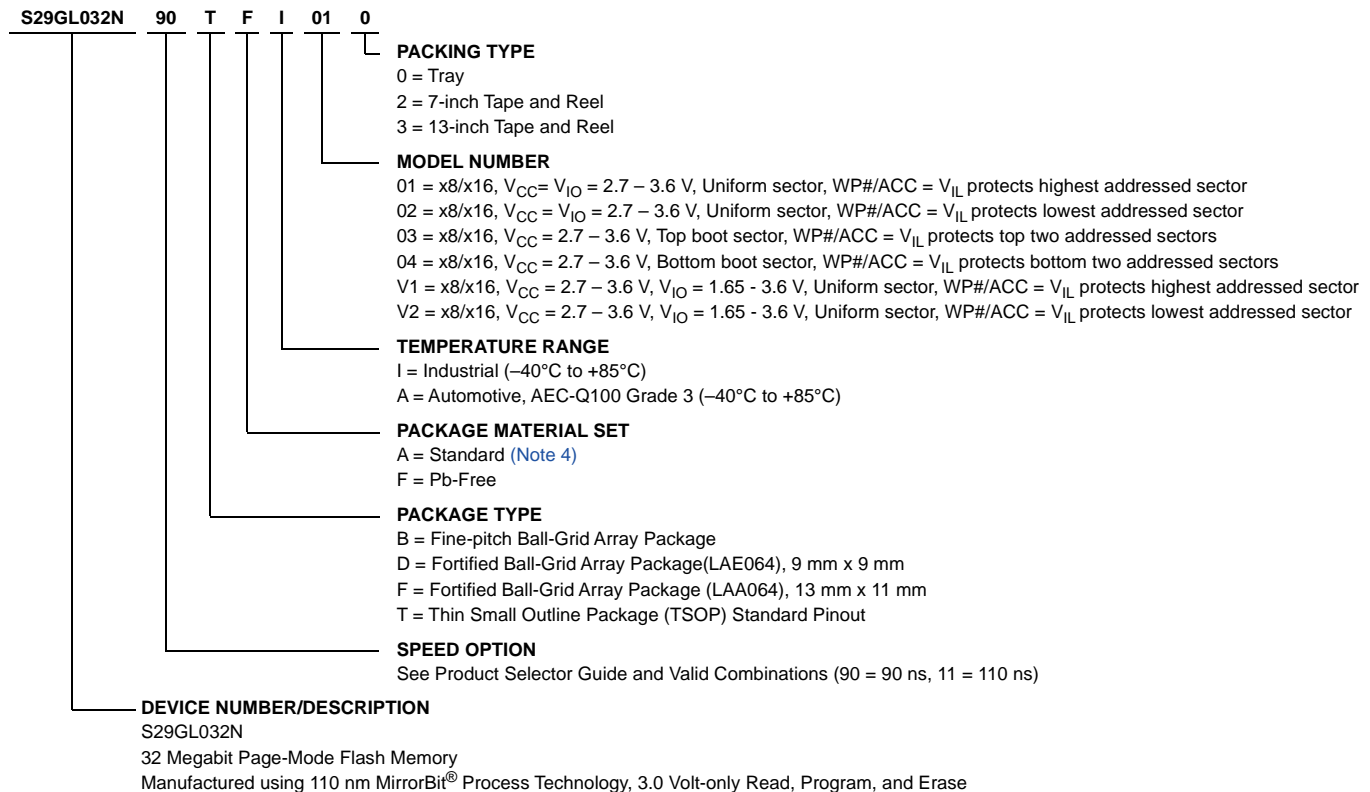 S29GL032N 90 T F I 01 0
PACKING TYPE
0 = Tray
2 = 7-inch Tape and Reel
3 = 13-inch Tape and Reel
MODEL NUMBER
01 = x8/x16, VCC= VIO = 2.7 – 3.6 V, Uniform sector, WP#/ACC = VIL protects highest addressed sector
02 = x8/x16, VCC = VIO = 2.7 – 3.6 V, Uniform sector, WP#/ACC = VIL protects lowest addressed sector
03 = x8/x16, VCC = 2.7 – 3.6 V, Top boot sector, WP#/ACC = VIL protects top two addressed sectors
04 = x8/x16, VCC = 2.7 – 3.6 V, Bottom boot sector, WP#/ACC = VIL protects bottom two addressed sectors
V1 = x8/x16, VCC = 2.7 – 3.6 V, VIO = 1.65 - 3.6 V, Uniform sector, WP#/ACC = VIL protects highest addressed sector
V2 = x8/x16, VCC = 2.7 – 3.6 V, VIO = 1.65 - 3.6 V, Uniform sector, WP#/ACC = VIL protects lowest addressed sector
TEMPERATURE RANGE
I = Industrial (–40°C to +85°C)
A = Automotive, AEC-Q100 Grade 3 (–40°C to +85°C)
PACKAGE MATERIAL SET
A = Standard (Note 4)
F = Pb-Free
PACKAGE TYPE
B = Fine-pitch Ball-Grid Array Package
D = Fortified Ball-Grid Array Package(LAE064), 9 mm x 9 mm
F = Fortified Ball-Grid Array Package (LAA064), 13 mm x 11 mm
T = Thin Small Outline Package (TSOP) Standard Pinout
SPEED OPTION
See Product Selector Guide and Valid Combinations (90 = 90 ns, 11 = 110 ns)
DEVICE NUMBER/DESCRIPTION
S29GL032N
32 Megabit Page-Mode Flash Memory
Manufactured using 110 nm MirrorBit® Process Technology, 3.0 Volt-only Read, Program, and Erase